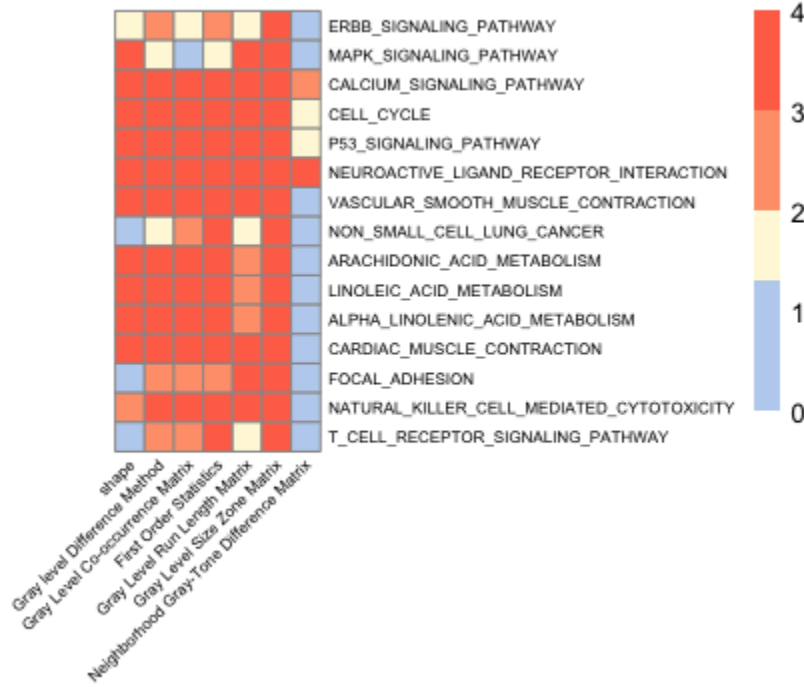 ERBB_SIGNALING_PATHWAY
MAPK_SIGNALING_PATHWAY
CALCIUM_SIGNALING_PATHWAY
CELL_CYCLE
P53_SIGNALING_PATHWAY
NEUROACTIVE_LIGAND_RECEPTOR_INTERACTION
VASCULAR_SMOOTH_MUSCLE_CONTRACTION
NON_SMALL_CELL_LUNG_CANCER
ARACHIDONIC_ACID_METABOLISM
LINOLEIC_ACID_METABOLISM
ALPHA_LINOLENIC_ACID_METABOLISM
CARDIAC_MUSCLE_CONTRACTION
FOCAL_ADHESION
NATURAL_KILLER_CELL_MEDIATED_CYTOTOXICITY
T_CELL_RECEPTOR_SIGNALING_PATHWAY
4
3
2
1
0
shape
Gray level Difference Method
Gray Level Co-occurrence Matrix
First Order Statistics
Gray Level Run Length Matrix
Gray Level Size Zone Matrix
Neighborhood Gray-Tone Difference Matrix